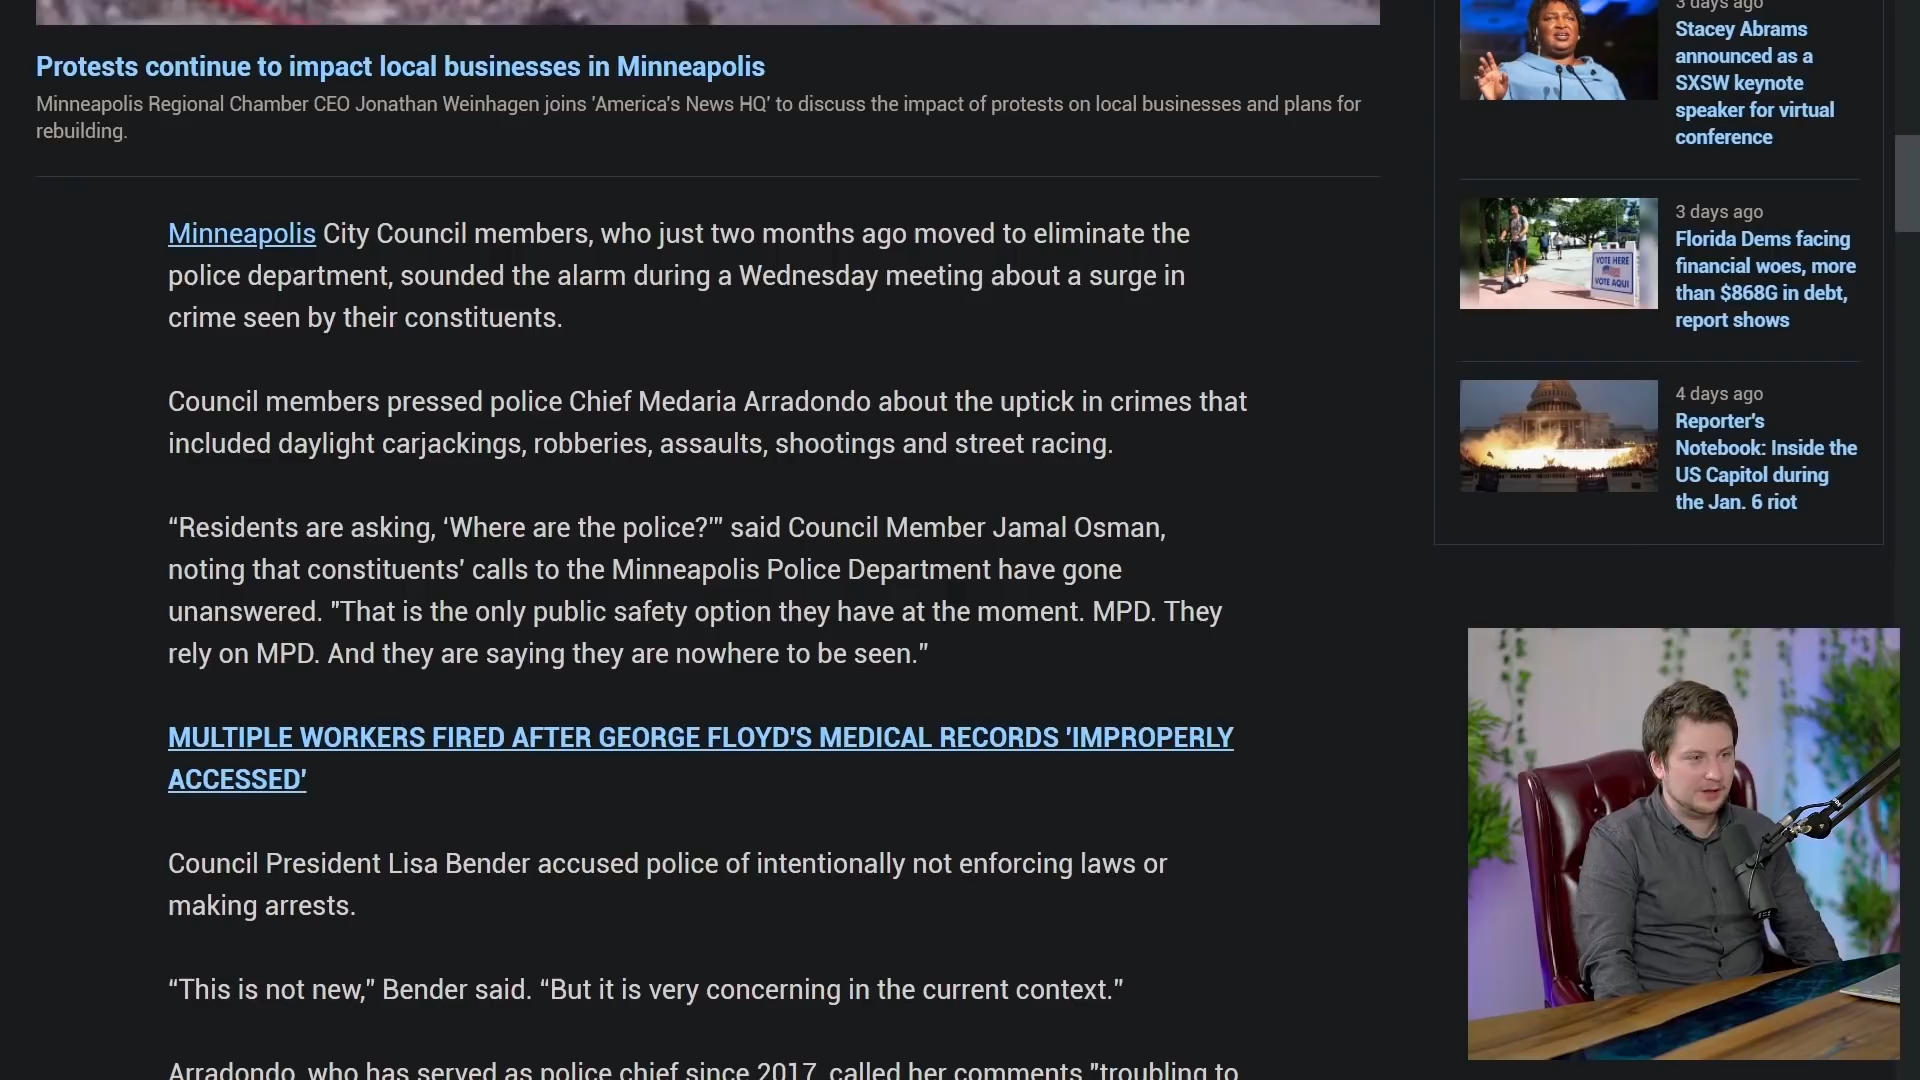 Protests continue to impact local businesses in Minneapolis
Minneapolis Regional Chamber CEO Jonathan Weinhagen joins 'America's News HQ' to discuss the impact of protests on local businesses and plans for
rebuilding.
Minneapolis City Council members, who just two months ago moved to eliminate the
police department, sounded the alarm during a Wednesday meeting about a surge in
crime seen by their constituents.
Council members pressed police Chief Medaria Arradondo about the uptick in crimes that
included daylight carjackings, robberies, assaults, shootings and street racing.
“Residents are asking, ‘Where are the police?’” said Council Member Jamal Osman,
noting that constituents’ calls to the Minneapolis Police Department have gone
unanswered. "That is the only public safety option they have at the moment. MPD. They
rely on MPD. And they are saying they are nowhere to be seen.”
MULTIPLE WORKERS FIRED AFTER GEORGE FLOYD'S MEDICAL RECORDS 'IMPROPERLY
ACCESSED'
Council President Lisa Bender accused police of intentionally not enforcing laws or
making arrests.
“This is not new,” Bender said. “But it is very concerning in the current context.”
Arradondo, who has served as police chief since 2017, called her comments "troubling to
3 days ago
Stacey Abrams
announced as a
SXSW keynote
speaker for virtual
conference
3 days ago
Florida Dems facing
financial woes, more
than $868G in debt,
report shows
VOTE HERE
VOTE AQUI
4 days ago
Reporter's
Notebook: Inside the
US Capitol during
the Jan. 6 riot